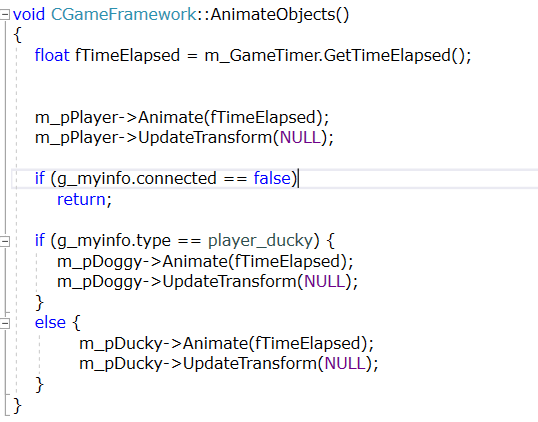 void CGameFramework::AnimateObjects()
{
float fTimeElapsed = m_GameTimer.GetTimeElapsed();
m_pPlayer->Animate(fTimeElapsed);
m_pPlayer->UpdateTransform(NULL);
if (g_myinfo.connected == false)
return;
if (g_myinfo.type == player_ducky) {
m_pDoggy->Animate(fTimeElapsed);
m_pDoggy->UpdateTransform(NULL);
}
else {
m_pDucky->Animate(fTimeElapsed);
m_pDucky->UpdateTransform(NULL);
}
}